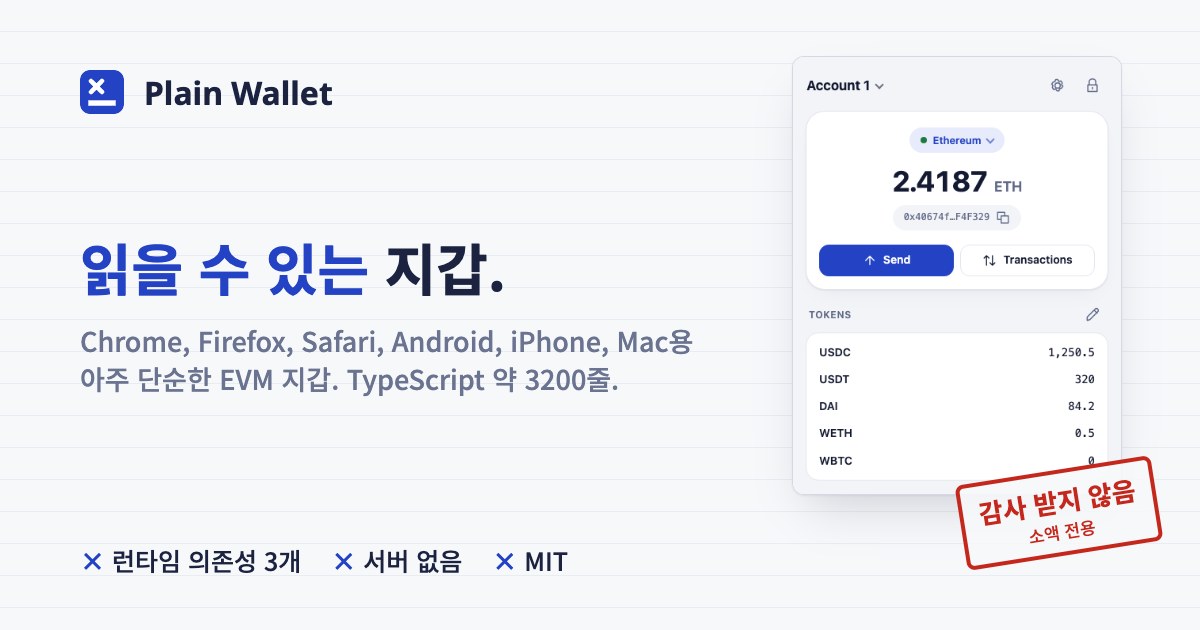 Plain Wallet
읽을 수 있는 지갑.
Chrome, Firefox, Safari, Android, iPhone, Mac용
아주 단순한 EVM 지갑. TypeScript 약 3200줄.
✕ 런타임 의존성 3개 ✕ 서버 없음 ✕ MIT
Account 1
Ethereum
2.4187 ETH
0x40674f…F4F329
Send
Transactions
TOKENS
USDC 1,250.5
USDT 320
DAI 84.2
WETH 0.5
WBTC 0
감사 받지 않음
소액 전용